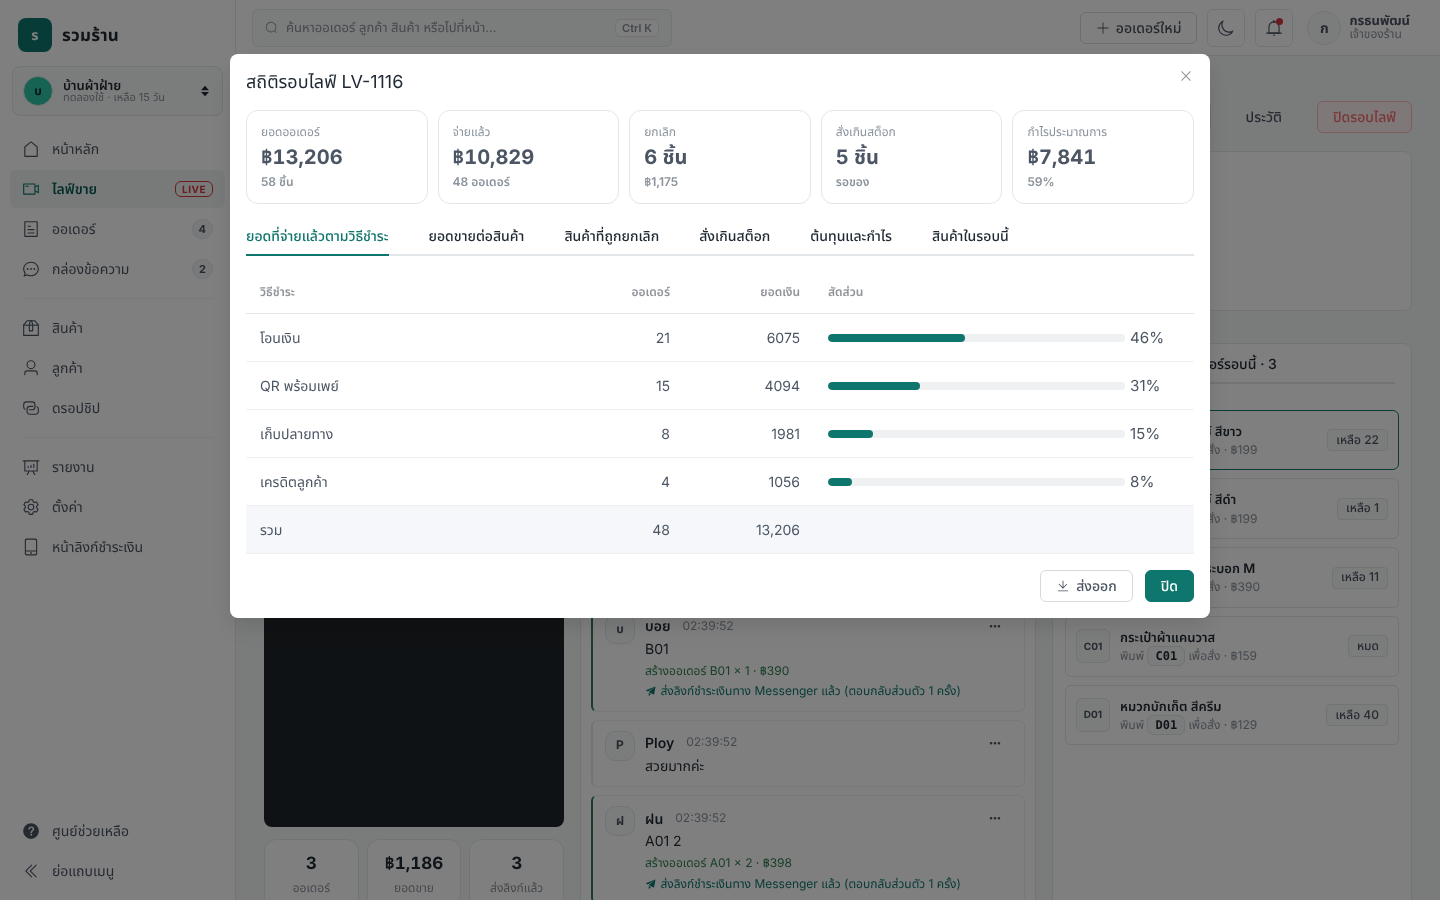 s รวมร้าน
ค้นหาออเดอร์ ลูกค้า สินค้า หรือไปที่หน้า... Ctrl K
ออเดอร์ใหม่
ก กรธนพัฒน์
เจ้าของร้าน
บ บ้านผ้าฝ้าย
ทดลองใช้ · เหลือ 15 วัน
หน้าหลัก
ไลฟ์ขาย LIVE
ออเดอร์ 4
กล่องข้อความ 2
สินค้า
ลูกค้า
ดรอปชิป
รายงาน
ตั้งค่า
หน้าลิงก์ชำระเงิน
ศูนย์ช่วยเหลือ
ย่อแถบเมนู
ประวัติ ปิดรอบไลฟ์
สถิติรอบไลฟ์ LV-1116
ยอดออเดอร์
฿13,206
58 ชิ้น
จ่ายแล้ว
฿10,829
48 ออเดอร์
ยกเลิก
6 ชิ้น
฿1,175
สั่งเกินสต็อก
5 ชิ้น
รอของ
กำไรประมาณการ
฿7,841
59%
ยอดที่จ่ายแล้วตามวิธีชำระ ยอดขายต่อสินค้า สินค้าที่ถูกยกเลิก สั่งเกินสต็อก ต้นทุนและกำไร สินค้าในรอบนี้
วิธีชำระ ออเดอร์ ยอดเงิน สัดส่วน
โอนเงิน 21 6075 46%
QR พร้อมเพย์ 15 4094 31%
เก็บปลายทาง 8 1981 15%
เครดิตลูกค้า 4 1056 8%
รวม 48 13,206
ส่งออก ปิด
3
ออเดอร์
฿1,186
ยอดขาย
3
ส่งลิงก์แล้ว
บ บอย 02:39:52
B01
สร้างออเดอร์ B01 × 1 · ฿390
ส่งลิงก์ชำระเงินทาง Messenger แล้ว (ตอบกลับส่วนตัว 1 ครั้ง)
P Ploy 02:39:52
สวยมากค่ะ
ฝ ฝน 02:39:52
A01 2
สร้างออเดอร์ A01 × 2 · ฿398
ส่งลิงก์ชำระเงินทาง Messenger แล้ว (ตอบกลับส่วนตัว 1 ครั้ง)
อร์รอบนี้ · 3
สีขาว
· ฿199
เหลือ 22
สีดำ
· ฿199
เหลือ 1
ะบอก M
· ฿390
เหลือ 11
C01 กระเป๋าผ้าแคนวาส
พิมพ์ C01 เพื่อสั่ง · ฿159
หมด
D01 หมวกบักเก็ต สีครีม
พิมพ์ D01 เพื่อสั่ง · ฿129
เหลือ 40